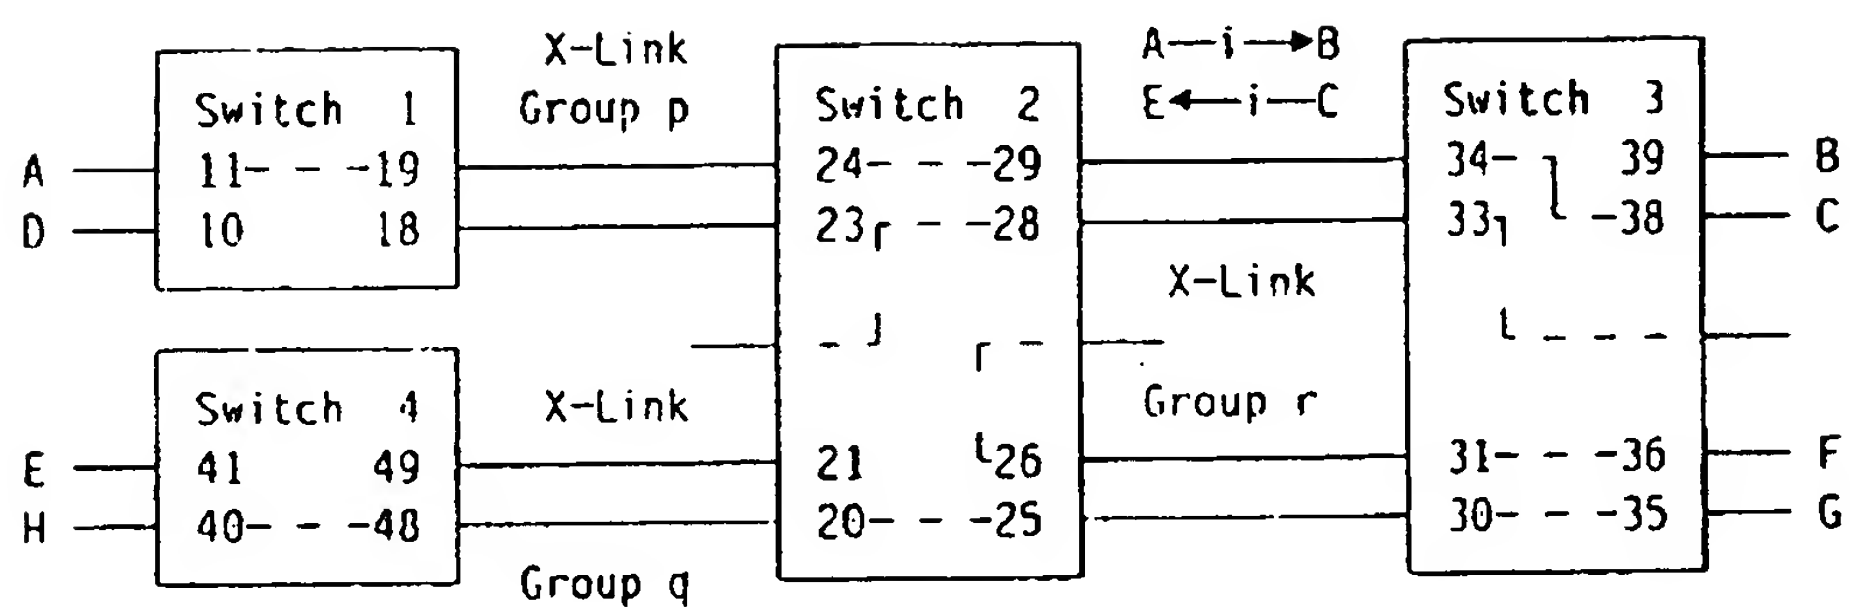 X-Link
Group p
A—i→B
E←i—C
Switch 1
Switch 2
Switch 3
A 11- - -19 24- - -29 34- 39 B
D 10 18 23 - -28 33 -38 C
X-Link
Group r
Switch 4
X-Link
E 41 49 21 26 31- - -36 F
H 40- - -48 20- - -25 30- - -35 G
Group q